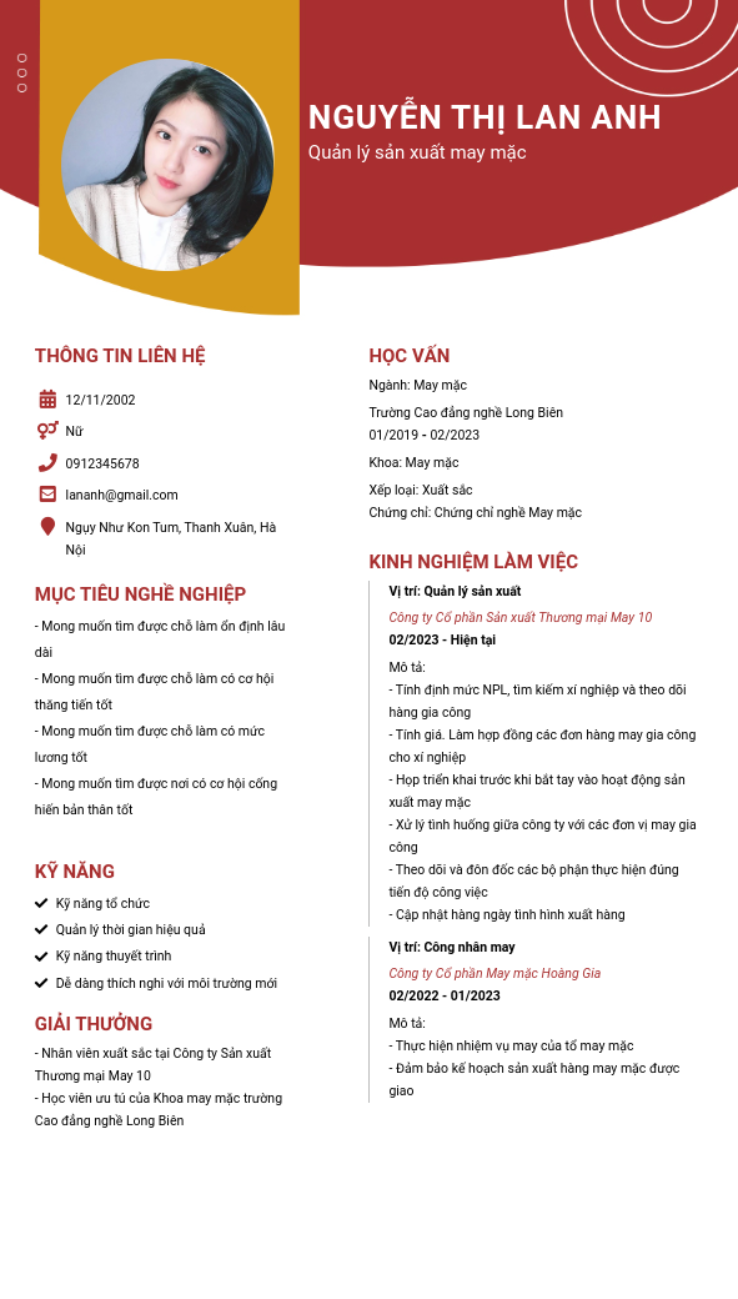 NGUYỄN THỊ LAN ANH
Quản lý sản xuất may mặc
THÔNG TIN LIÊN HỆ
12/11/2002
Nữ
0912345678
lananh@gmail.com
Ngụy Như Kon Tum, Thanh Xuân, Hà
Nội
MỤC TIÊU NGHỀ NGHIỆP
- Mong muốn tìm được chỗ làm ổn định lâu
dài
- Mong muốn tìm được chỗ làm có cơ hội
thăng tiến tốt
- Mong muốn tìm được chỗ làm có mức
lương tốt
- Mong muốn tìm được nơi có cơ hội cống
hiến bản thân tốt
KỸ NĂNG
Kỹ năng tổ chức
Quản lý thời gian hiệu quả
Kỹ năng thuyết trình
Dễ dàng thích nghi với môi trường mới
GIẢI THƯỞNG
- Nhân viên xuất sắc tại Công ty Sản xuất
Thương mại May 10
- Học viên ưu tú của Khoa may mặc trường
Cao đẳng nghề Long Biên
HỌC VẤN
Ngành: May mặc
Trường Cao đẳng nghề Long Biên
01/2019 - 02/2023
Khoa: May mặc
Xếp loại: Xuất sắc
Chứng chỉ: Chứng chỉ nghề May mặc
KINH NGHIỆM LÀM VIỆC
Vị trí: Quản lý sản xuất
Công ty Cổ phần Sản xuất Thương mại May 10
02/2023 - Hiện tại
Mô tả:
- Tính định mức NPL, tìm kiếm xí nghiệp và theo dõi
hàng gia công
- Tính giá. Làm hợp đồng các đơn hàng may gia công
cho xí nghiệp
- Họp triển khai trước khi bắt tay vào hoạt động sản
xuất may mặc
- Xử lý tình huống giữa công ty với các đơn vị may gia
công
- Theo dõi và đôn đốc các bộ phận thực hiện đúng
tiến độ công việc
- Cập nhật hàng ngày tình hình xuất hàng
Vị trí: Công nhân may
Công ty Cổ phần May mặc Hoàng Gia
02/2022 - 01/2023
Mô tả:
- Thực hiện nhiệm vụ may của tổ may mặc
- Đảm bảo kế hoạch sản xuất hàng may mặc được
giao